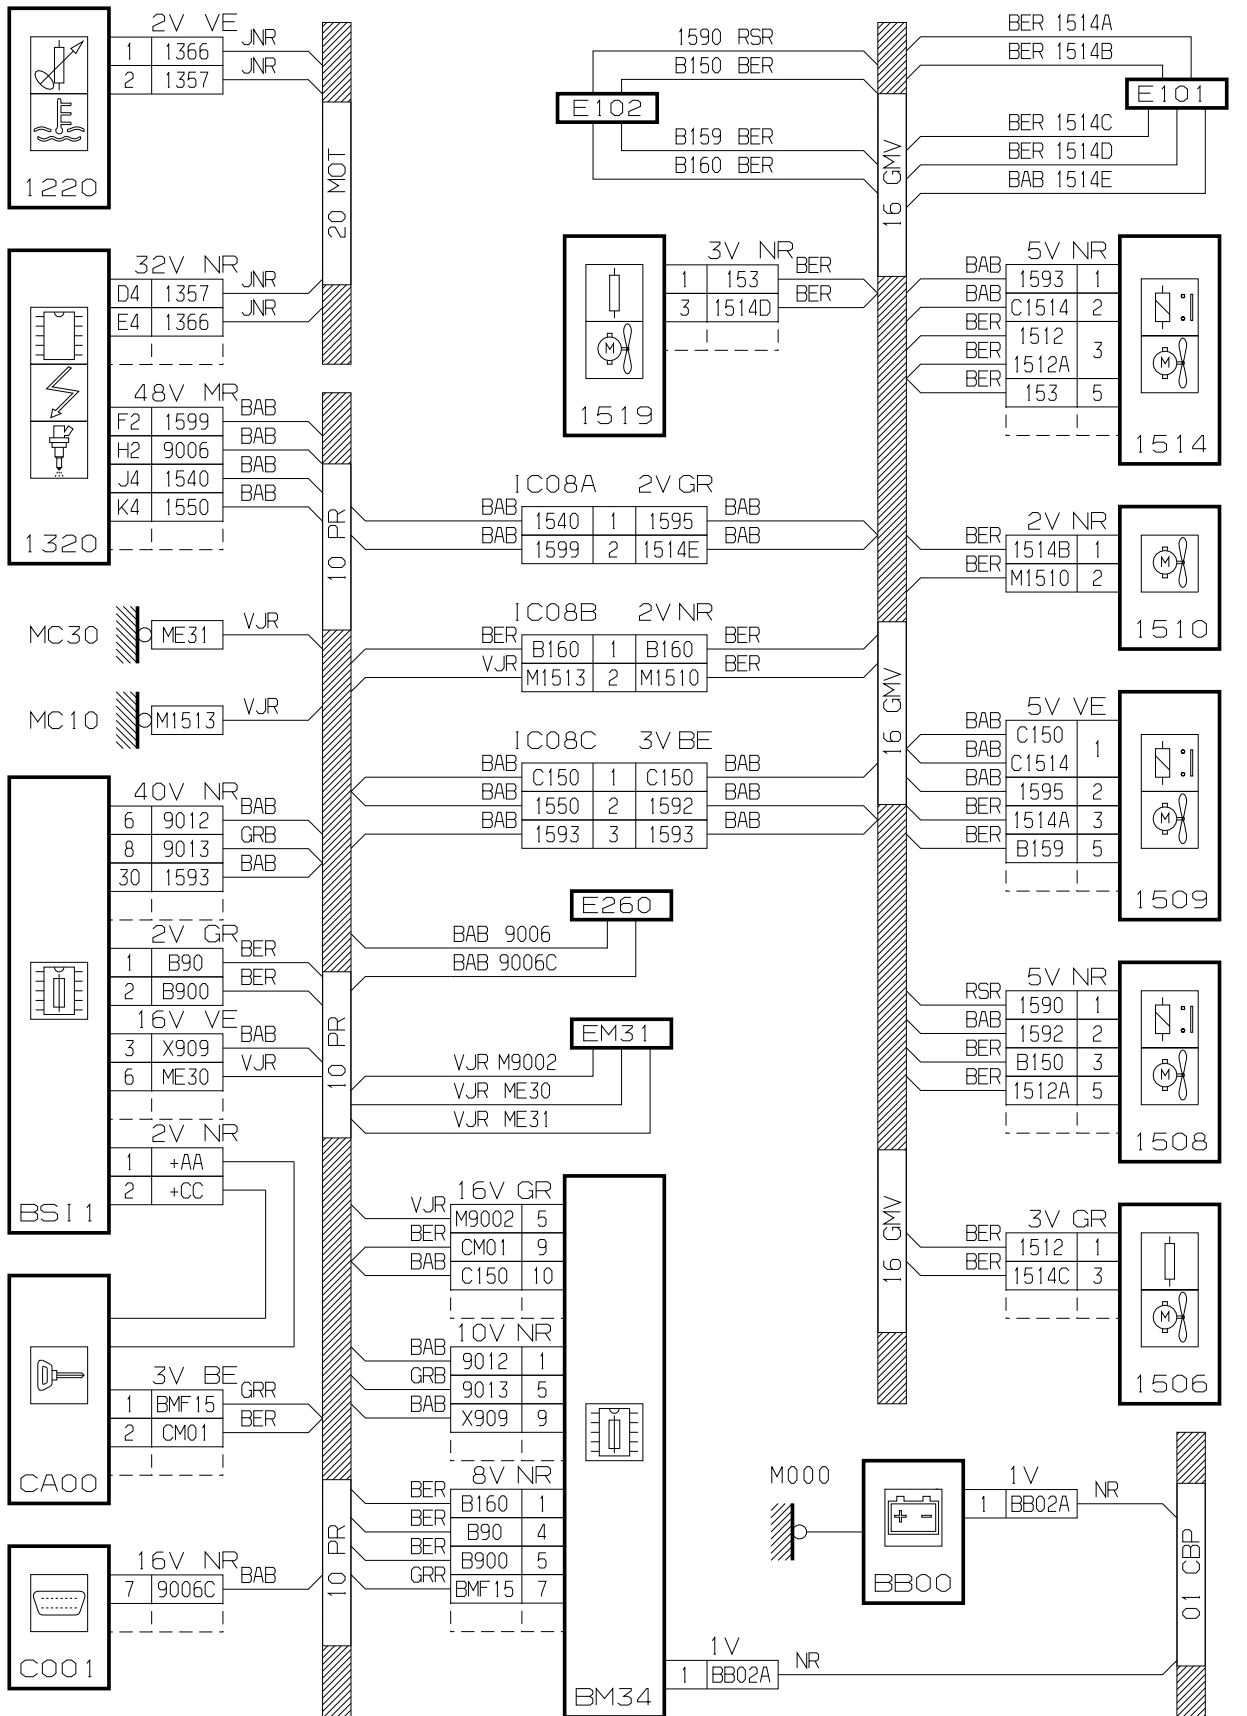 2V VE
1 1366 JNR
2 1357 JNR
1220
32V NR
D4 1357 JNR
E4 1366 JNR
48V MR
F2 1599 BAB
H2 9006 BAB
J4 1540 BAB
K4 1550 BAB
1320
MC30 ME31 VJR
MC10 M1513 VJR
40V NR
6 9012 BAB
8 9013 GRB
30 1593 BAB
2V GR
1 B90 BER
2 B900 BER
16V VE
3 X909 BAB
6 ME30 VJR
2V NR
1 +AA
2 +CC
BSI1
3V BE
1 BMF15 GRR
2 CM01 BER
CA00
16V NR
7 9006C BAB
C001
20 MOT
10 PR
10 PR
10 PR
1590 RSR
B150 BER
E102
B159 BER
B160 BER
3V NR
1 153 BER
3 1514D BER
1519
IC08A 2V GR
BAB 1540 1 1595 BAB
BAB 1599 2 1514E BAB
IC08B 2V NR
BER B160 1 B160 BER
VJR M1513 2 M1510 BER
IC08C 3V BE
BAB C150 1 C150 BAB
BAB 1550 2 1592 BAB
BAB 1593 3 1593 BAB
E260
BAB 9006
BAB 9006C
EM31
VJR M9002
VJR ME30
VJR ME31
16V GR
VJR M9002 5
BER CM01 9
BAB C150 10
10V NR
BAB 9012 1
GRB 9013 5
BAB X909 9
8V NR
BER B160 1
BER B90 4
BER B900 5
GRR BMF15 7
1V
1 BB02A NR
BM34
M000
1V
1 BB02A NR
BB00
01 CBP
16 GMV
16 GMV
16 GMV
BER 1514A
BER 1514B
E101
BER 1514C
BER 1514D
BAB 1514E
5V NR
BAB 1593 1
BAB C1514 2
BER 1512
BER 1512A 3
BER 153 5
1514
M
2V NR
BER 1514B 1
BER M1510 2
1510
M
5V VE
BAB C150
BAB C1514 1
BAB 1595 2
BER 1514A 3
BER B159 5
1509
M
5V NR
RSR 1590 1
BAB 1592 2
BER B150 3
BER 1512A 5
1508
M
3V GR
BER 1512 1
BER 1514C 3
1506
M
M